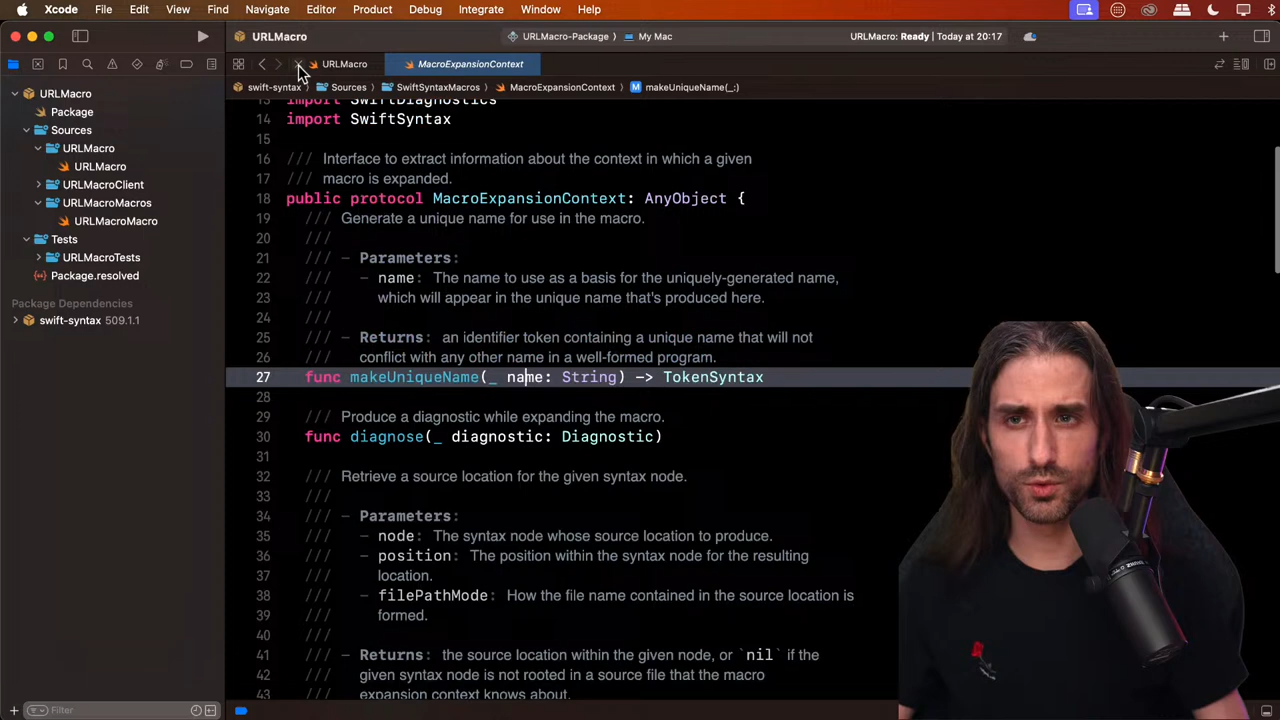 Xcode File Edit View Find Navigate Editor Product Debug Integrate Window Help
URLMacro
URLMacro-Package 〉 My Mac
URLMacro: Ready | Today at 20:17
URLMacro
MacroExpansionContext
swift-syntax 〉 Sources 〉 SwiftSyntaxMacros 〉 MacroExpansionContext 〉 M makeUniqueName(_:)
URLMacro
Package
Sources
URLMacro
URLMacro
URLMacroClient
URLMacroMacros
URLMacroMacro
Tests
URLMacroTests
Package.resolved
Package Dependencies
swift-syntax 509.1.1
Filter
13 import SwiftDiagnostics
14 import SwiftSyntax
15
16 /// Interface to extract information about the context in which a given
17 /// macro is expanded.
18 public protocol MacroExpansionContext: AnyObject {
19 /// Generate a unique name for use in the macro.
20 ///
21 /// - Parameters:
22 /// - name: The name to use as a basis for the uniquely-generated name,
23 /// which will appear in the unique name that's produced here.
24 ///
25 /// - Returns: an identifier token containing a unique name that will not
26 /// conflict with any other name in a well-formed program.
27 func makeUniqueName(_ name: String) -> TokenSyntax
28
29 /// Produce a diagnostic while expanding the macro.
30 func diagnose(_ diagnostic: Diagnostic)
31
32 /// Retrieve a source location for the given syntax node.
33 ///
34 /// - Parameters:
35 /// - node: The syntax node whose source location to produce.
36 /// - position: The position within the syntax node for the resulting
37 /// location.
38 /// - filePathMode: How the file name contained in the source location is
39 /// formed.
40 ///
41 /// - Returns: the source location within the given node, or `nil` if the
42 /// given syntax node is not rooted in a source file that the macro
43 /// expansion context knows about.